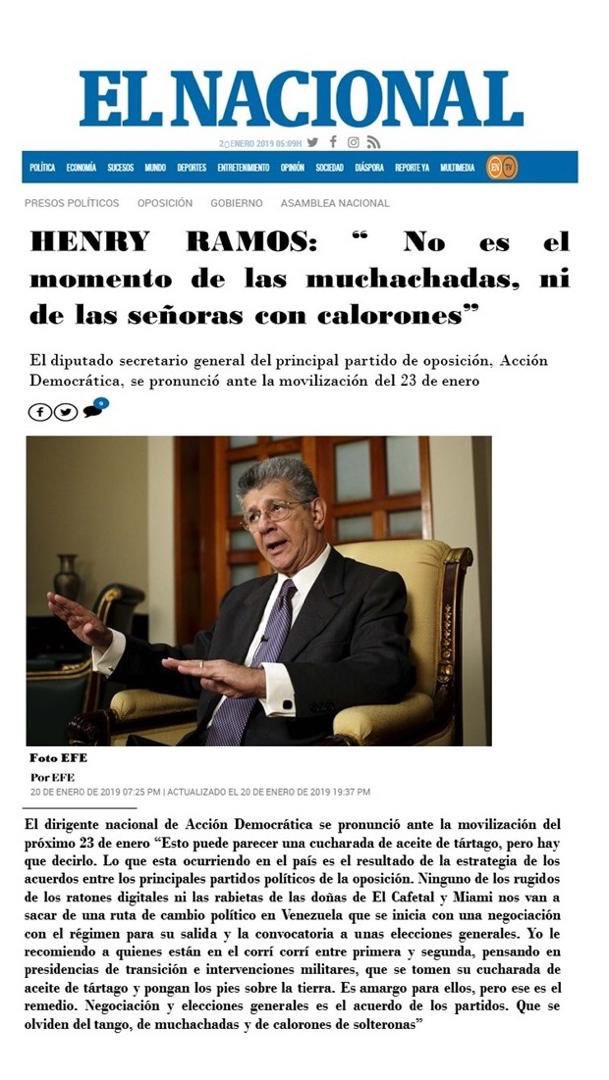 EL NACIONAL
20ENERO 2019 05:09H
POLÍTICA ECONOMÍA SUCESOS MUNDO DEPORTES ENTRETENIMIENTO OPINIÓN SOCIEDAD DIÁSPORA REPORTE YA MULTIMEDIA EN TV
PRESOS POLÍTICOS OPOSICIÓN GOBIERNO ASAMBLEA NACIONAL
HENRY RAMOS: “ No es el
momento de las muchachadas, ni
de las señoras con calorones”
El diputado secretario general del principal partido de oposición, Acción
Democrática, se pronunció ante la movilización del 23 de enero
Foto EFE
Por EFE
20 DE ENERO DE 2019 07:25 PM | ACTUALIZADO EL 20 DE ENERO DE 2019 19:37 PM
El dirigente nacional de Acción Democrática se pronunció ante la movilización del
próximo 23 de enero “Esto puede parecer una cucharada de aceite de tártago, pero hay
que decirlo. Lo que esta ocurriendo en el país es el resultado de la estrategia de los
acuerdos entre los principales partidos políticos de la oposición. Ninguno de los rugidos
de los ratones digitales ni las rabietas de las doñas de El Cafetal y Miami nos van a
sacar de una ruta de cambio político en Venezuela que se inicia con una negociación
con el régimen para su salida y la convocatoria a unas elecciones generales. Yo le
recomiendo a quienes están en el corrí corrí entre primera y segunda, pensando en
presidencias de transición e intervenciones militares, que se tomen su cucharada de
aceite de tártago y pongan los pies sobre la tierra. Es amargo para ellos, pero ese es el
remedio. Negociación y elecciones generales es el acuerdo de los partidos. Que se
olviden del tango, de muchachadas y de calorones de solteronas”